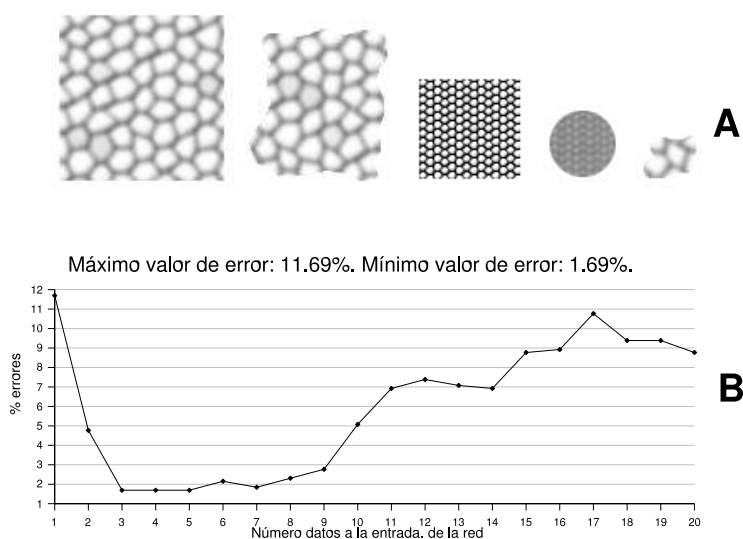 A
Máximo valor de error: 11.69%. Mínimo valor de error: 1.69%.
12
11
10
9
8
7
6
5
4
3
2
1
% errores
B
1 2 3 4 5 6 7 8 9 10 11 12 13 14 15 16 17 18 19 20
Número datos a la entrada. de la red